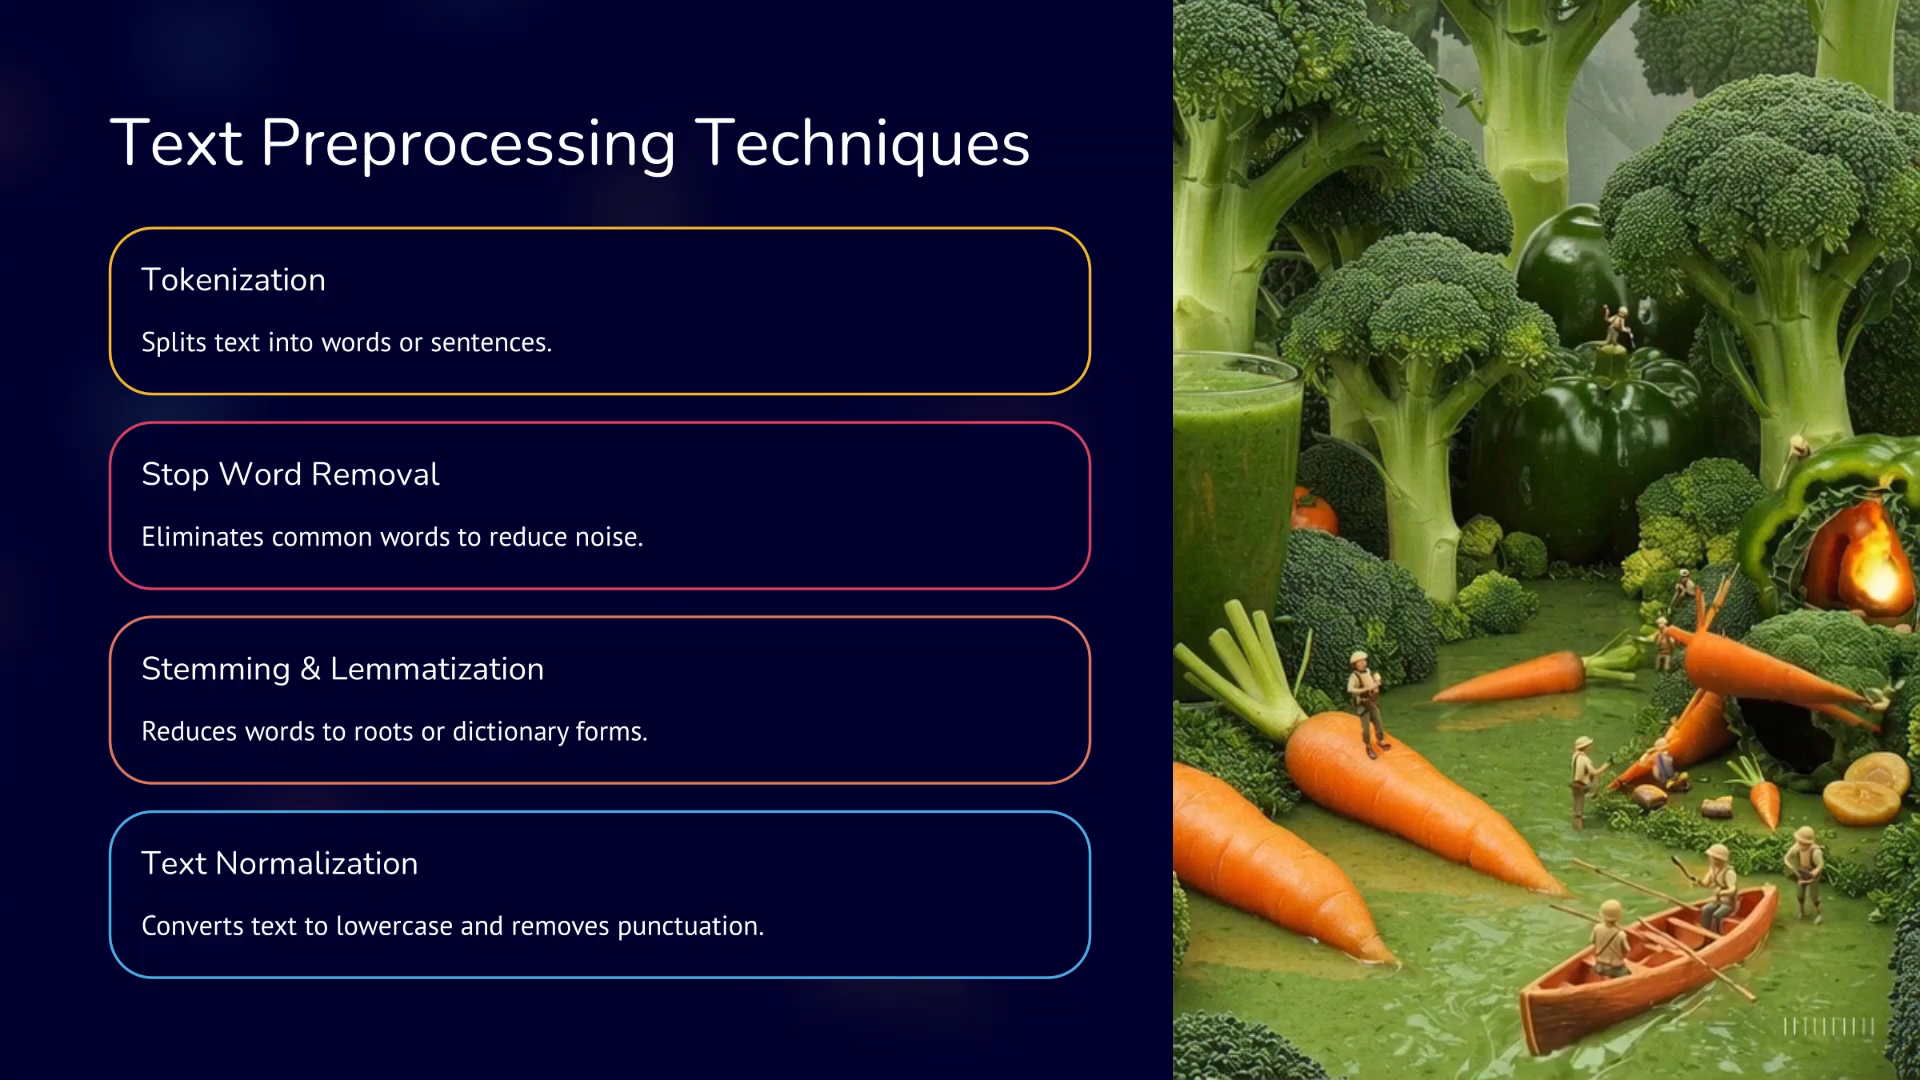 Text Preprocessing Techniques
Tokenization
Splits text into words or sentences.
Stop Word Removal
Eliminates common words to reduce noise.
Stemming & Lemmatization
Reduces words to roots or dictionary forms.
Text Normalization
Converts text to lowercase and removes punctuation.